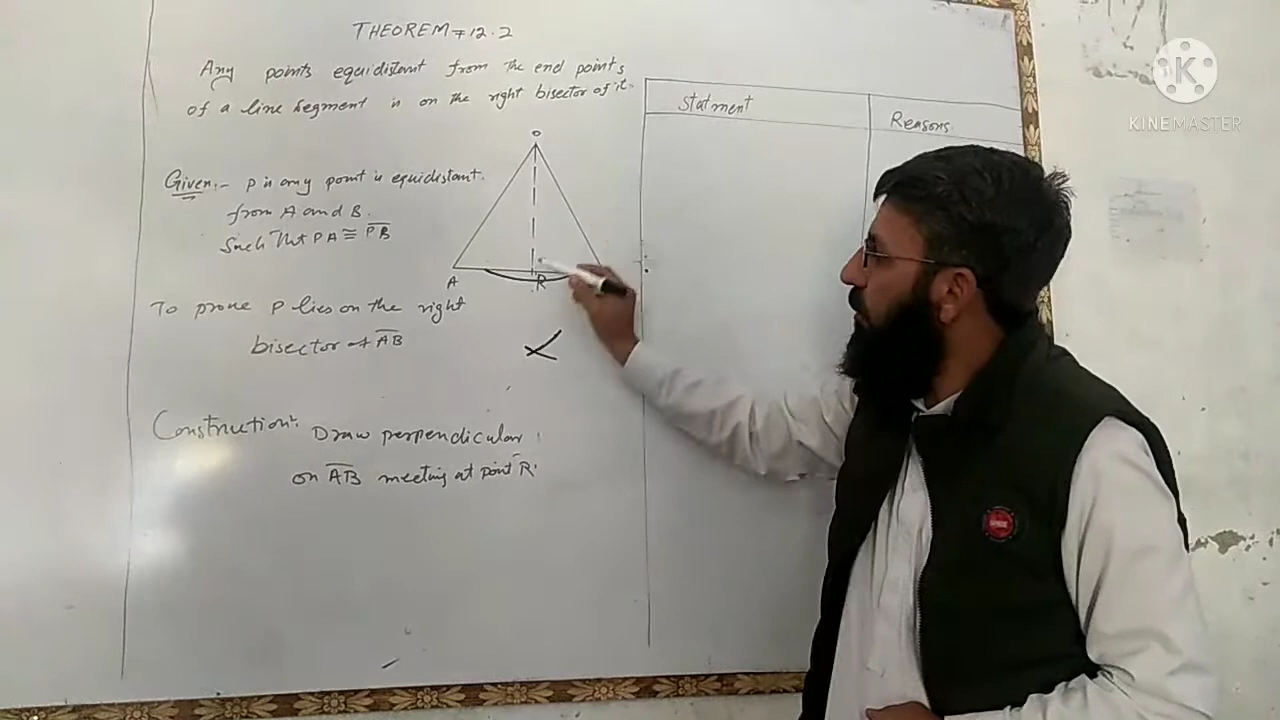 THEOREM # 12.2
Any points equidistant from the end points
of a line segment is on the right bisector of it.
Given:- P is any point is equidistant
from A and B.
Such that PA ≅ PB
A
R
To prove P lies on the right
bisector of AB
Construction:
Draw perpendicular
on AB meeting at point R.
Statment
Reasons.
K
KINEMASTER